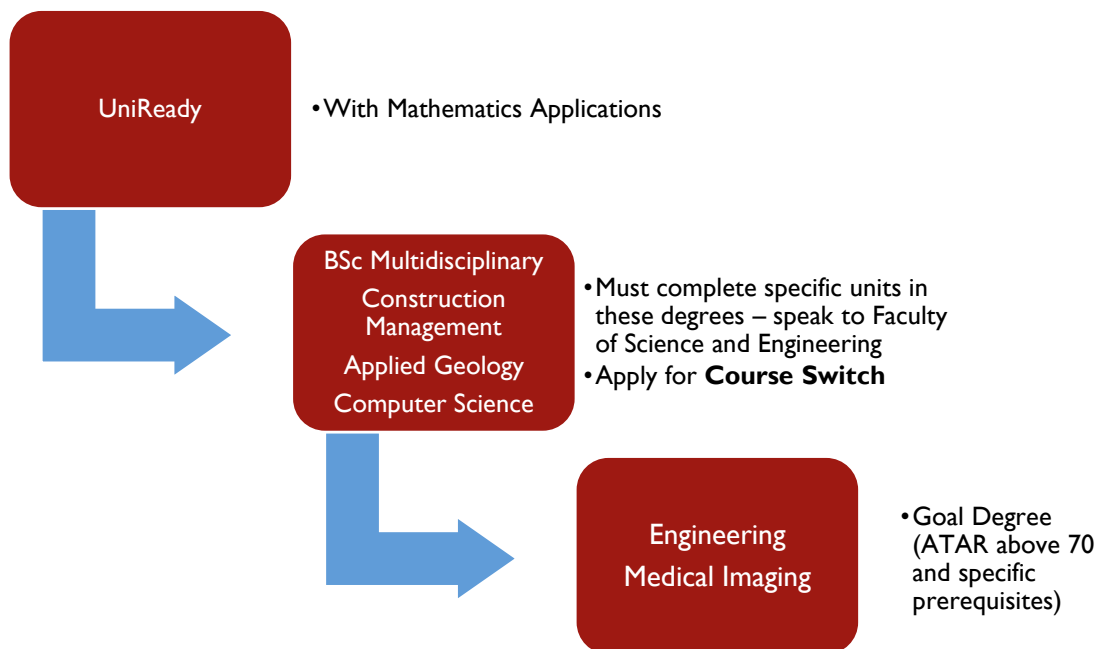 UniReady
•With Mathematics Applications
BSc Multidisciplinary
Construction
Management
Applied Geology
Computer Science
•Must complete specific units in
these degrees – speak to Faculty
of Science and Engineering
•Apply for Course Switch
Engineering
Medical Imaging
•Goal Degree
(ATAR above 70
and specific
prerequisites)